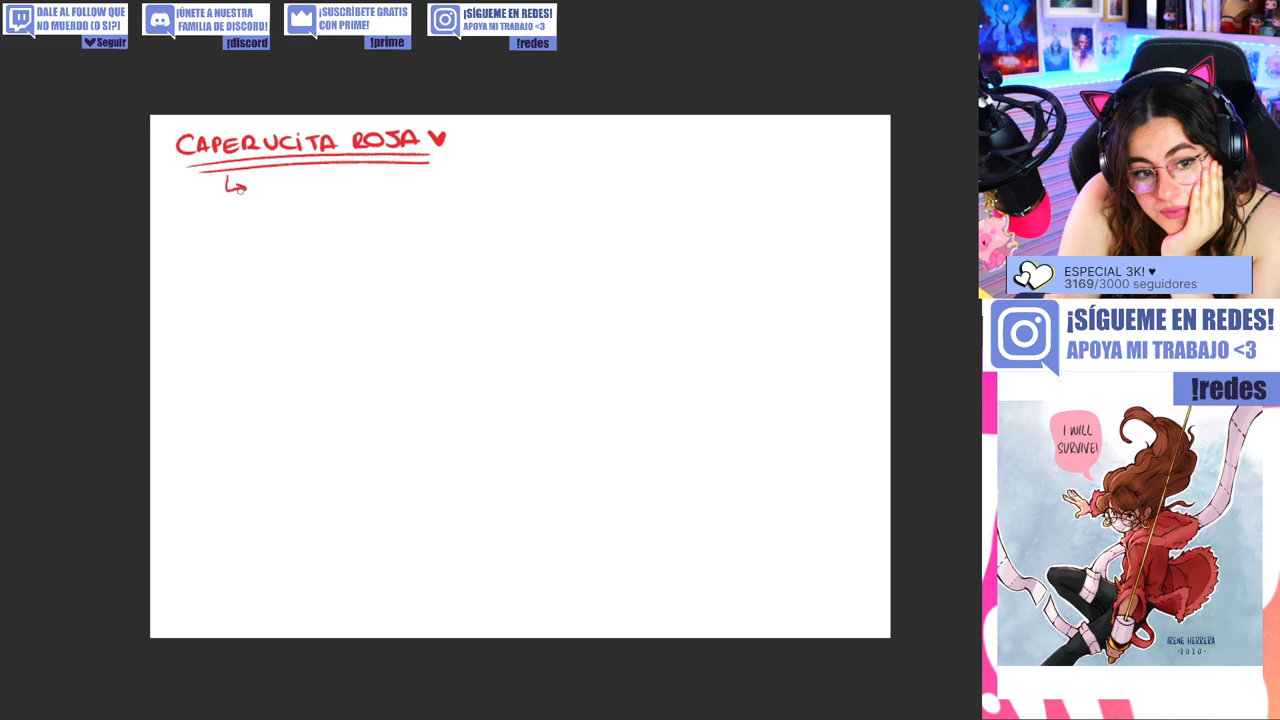 DALE AL FOLLOW QUE
NO MUERDO (O SI?)
Seguir
¡ÚNETE A NUESTRA
FAMILIA DE DISCORD!
!discord
¡SUSCRÍBETE GRATIS
CON PRIME!
!prime
¡SÍGUEME EN REDES!
APOYA MI TRABAJO <3
!redes
CAPERUCiTA ROJA ♥
ESPECIAL 3K! ♥
3169/3000 seguidores
¡SÍGUEME EN REDES!
APOYA MI TRABAJO <3
!redes
I WILL
SURVIVE!
IRENE HERRERA
·2020·